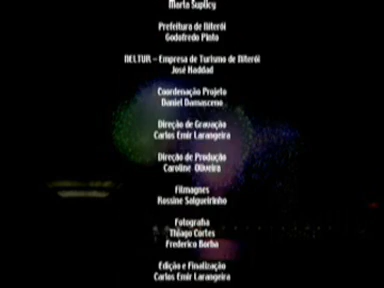 Marta Suplicy
Prefeitura de Niterói
Godofredo Pinto
NELTUR – Empresa de Turismo de Niterói
José Haddad
Coordenação Projeto
Daniel Damasceno
Direção de Gravação
Carlos Emir Larangeira
Direção de Produção
Caroline Oliveira
Filmagnes
Rossine Salgueirinho
Fotografia
Thiago Cortes
Frederico Borba
Edição e Finalização
Carlos Emir Larangeira